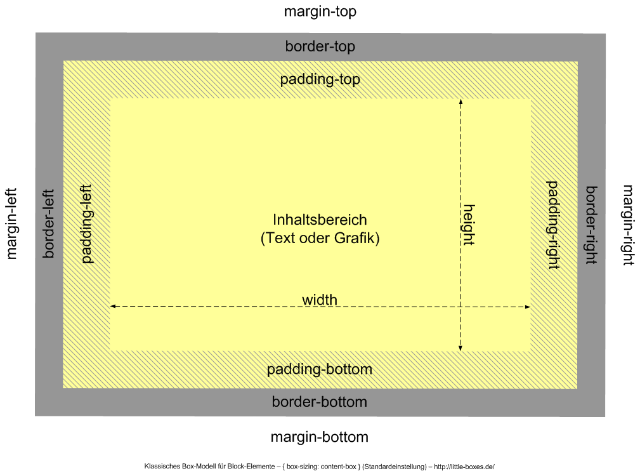 margin-top
border-top
padding-top
margin-left
border-left
padding-left
Inhaltsbereich
(Text oder Grafik)
height
padding-right
border-right
margin-right
width
padding-bottom
border-bottom
margin-bottom
Klassisches Box-Modell für Block-Elemente – { box-sizing: content-box } (Standardeinstellung) – http://little-boxes.de/